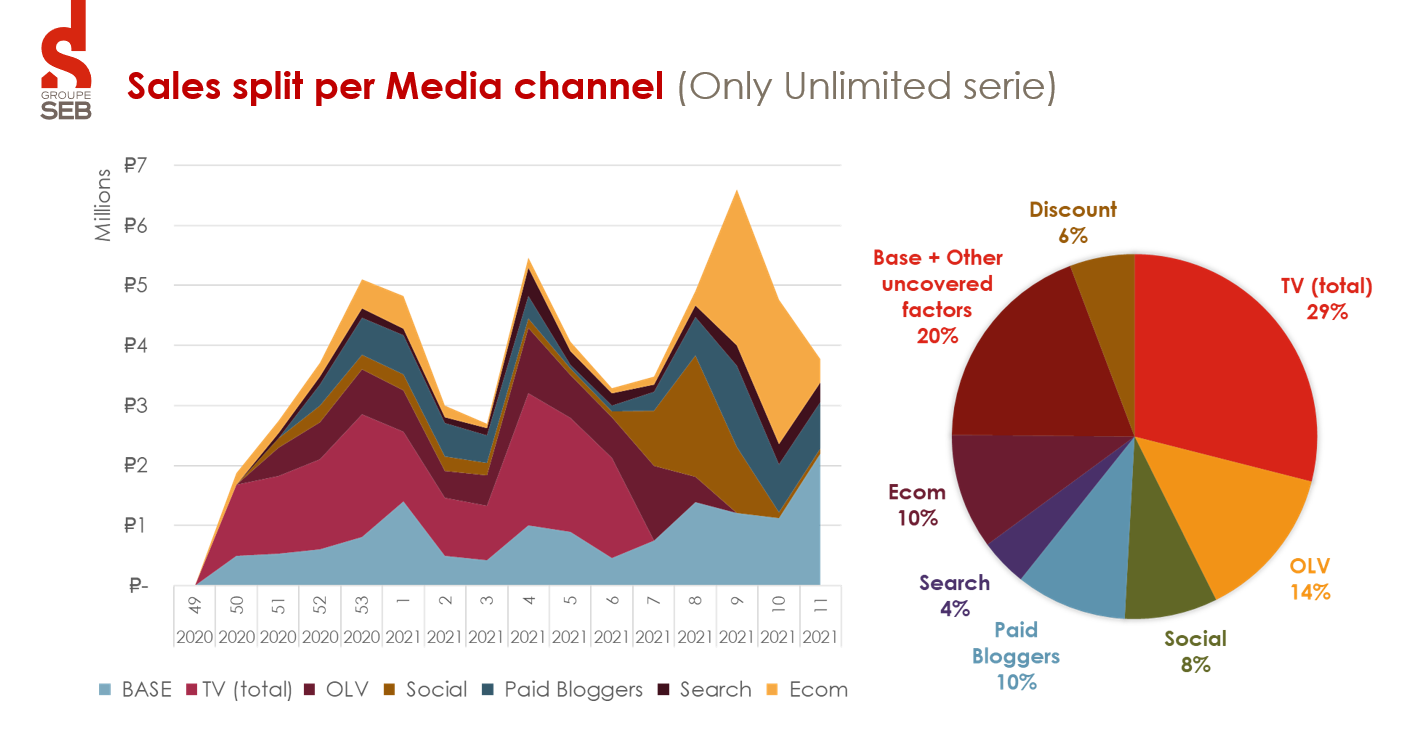 GROUPE
SEB
Sales split per Media channel (Only Unlimited serie)
Millions
₽7
₽6
₽5
₽4
₽3
₽2
₽1
₽-
49 50 51 52 53 1 2 3 4 5 6 7 8 9 10 11
2020 2020 2020 2020 2020 2021 2021 2021 2021 2021 2021 2021 2021 2021 2021 2021
BASE TV (total) OLV Social Paid Bloggers Search Ecom
Discount
6%
Base + Other
uncovered
factors
20%
TV (total)
29%
Ecom
10%
OLV
14%
Search
4%
Paid
Bloggers
10%
Social
8%